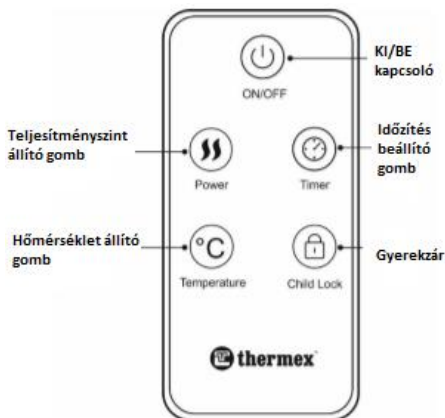 KI/BE
kapcsoló
ON/OFF
Teljesítményszint
állító gomb
Időzítés
beállító
gomb
Power
Timer
Hőmérséklet állító
gomb
°C
Gyerekzár
Temperature
Child Lock
thermex